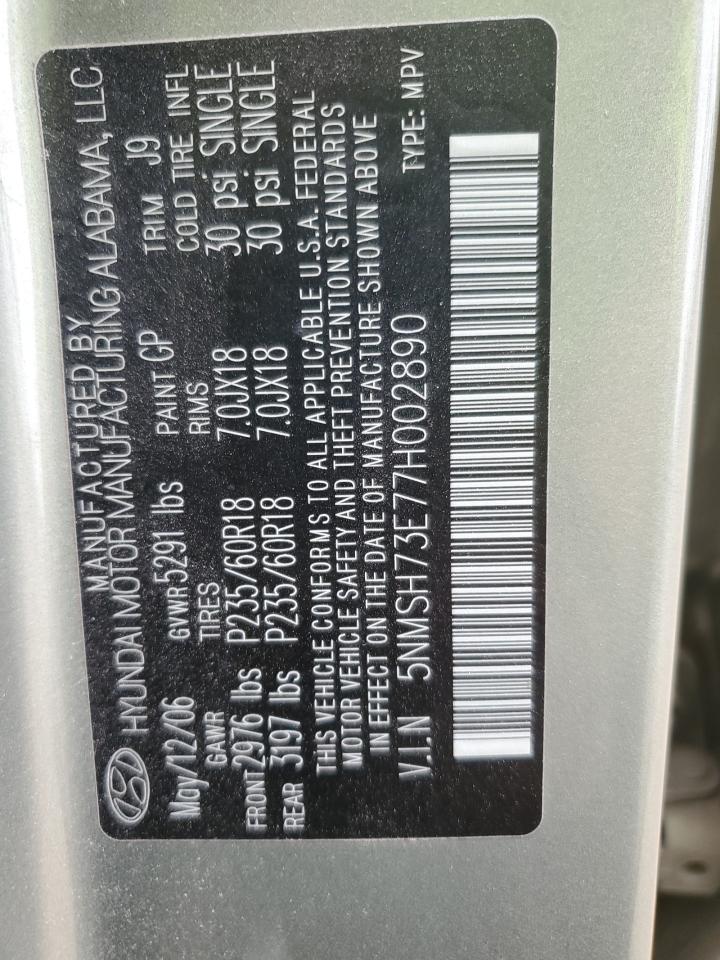 MANUFACTURED BY
HYUNDAI MOTOR MANUFACTURING ALABAMA, LLC
May/12/06 GVWR 5291 lbs PAINT CP TRIM J9
GAWR TIRES RIMS COLD TIRE INFL
FRONT 2976 lbs P235/60R18 7.0JX18 30 psi SINGLE
REAR 3197 lbs P235/60R18 7.0JX18 30 psi SINGLE
THIS VEHICLE CONFORMS TO ALL APPLICABLE U.S.A. FEDERAL
MOTOR VEHICLE SAFETY AND THEFT PREVENTION STANDARDS
IN EFFECT ON THE DATE OF MANUFACTURE SHOWN ABOVE
V.I.N 5NMSH73E77H002890 TYPE: MPV